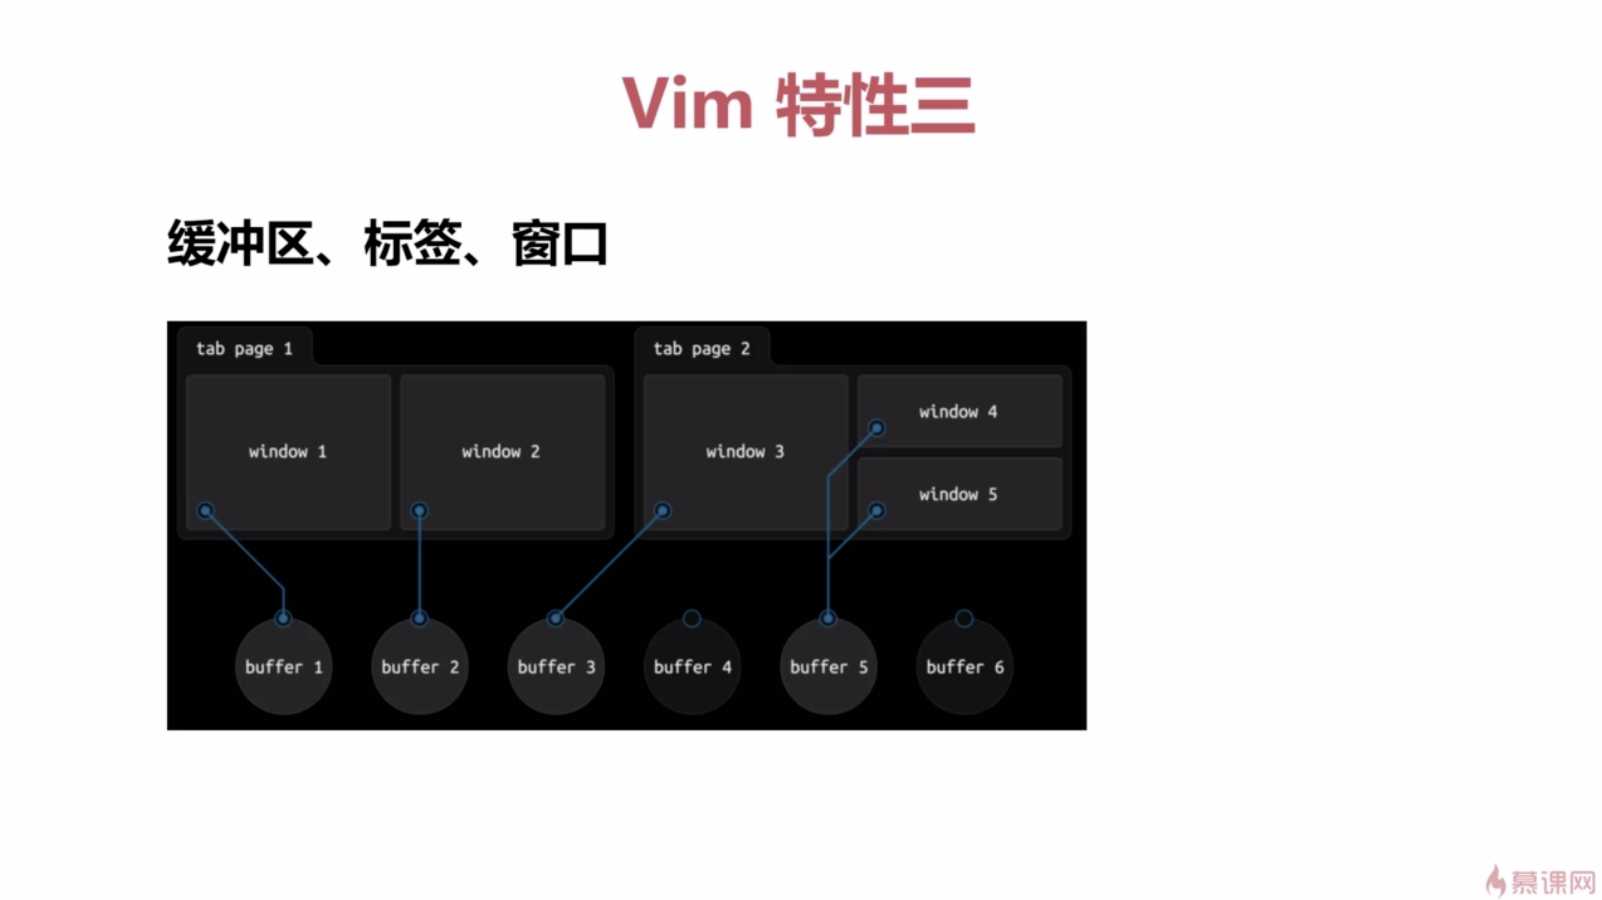 Vim 特性三
缓冲区、标签、窗口
tab page 1
tab page 2
window 1
window 2
window 3
window 4
window 5
buffer 1
buffer 2
buffer 3
buffer 4
buffer 5
buffer 6
慕课网